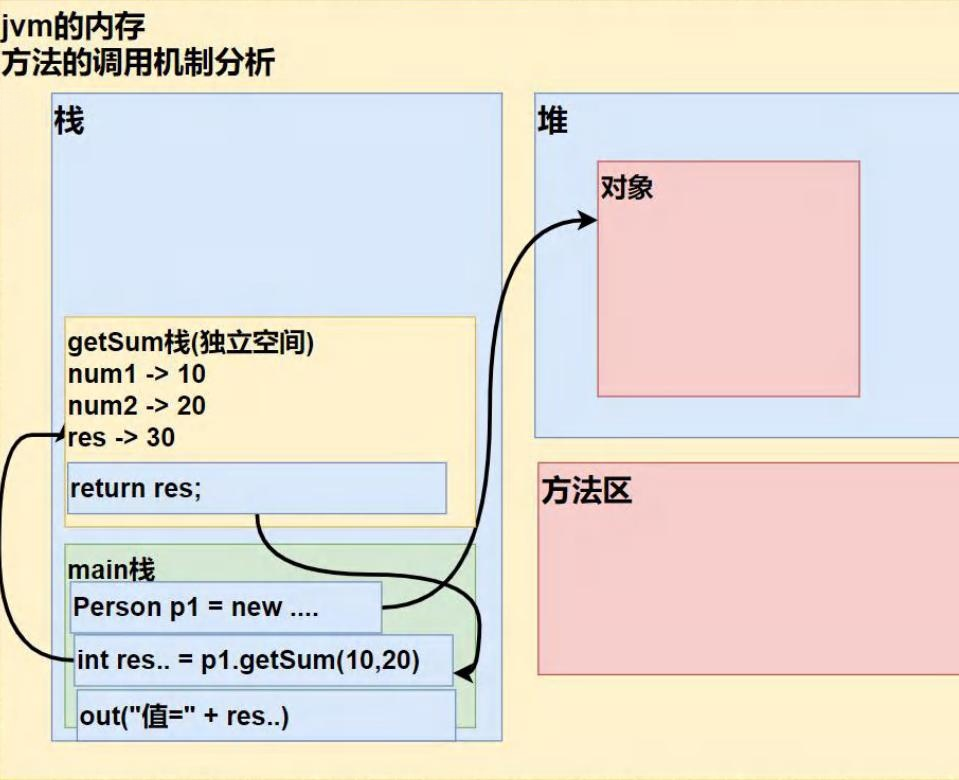 jvm的内存
方法的调用机制分析
栈
getSum栈(独立空间)
num1 -> 10
num2 -> 20
res -> 30
return res;
main栈
Person p1 = new ....
int res.. = p1.getSum(10,20)
out("值=" + res..)
堆
对象
方法区